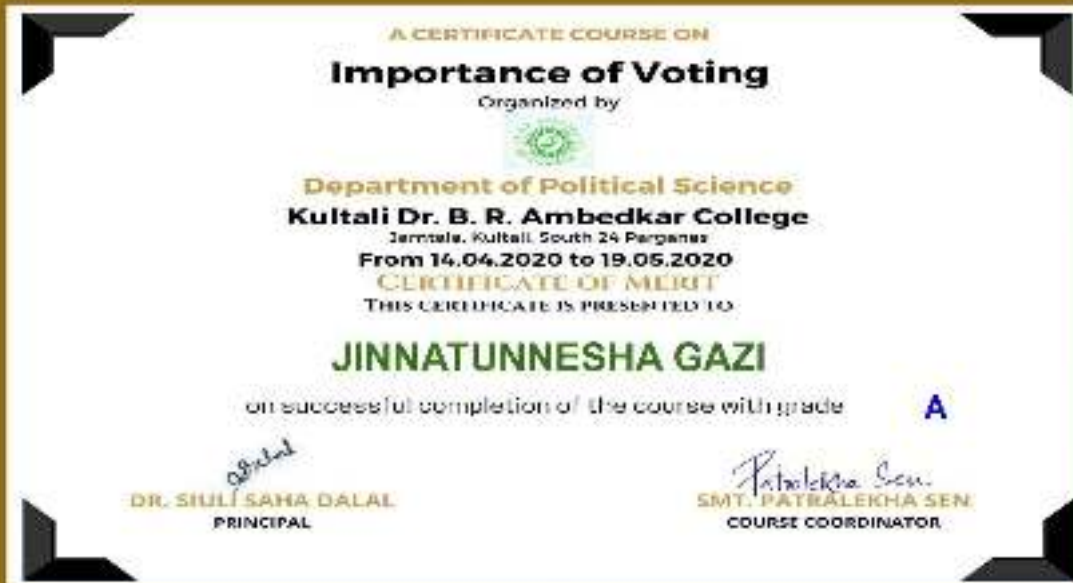 A CERTIFICATE COURSE ON
Importance of Voting
Organized by
Department of Political Science
Kultali Dr. B. R. Ambedkar College
Jamtala, Kultali, South 24 Parganas
From 14.04.2020 to 19.05.2020
CERTIFICATE OF MERIT
THIS CERTIFICATE IS PRESENTED TO
JINNATUNNESHA GAZI
on successful completion of the course with grade A
Patralekha Sen.
DR. SIULI SAHA DALAL
SMT. PATRALEKHA SEN
PRINCIPAL
COURSE COORDINATOR